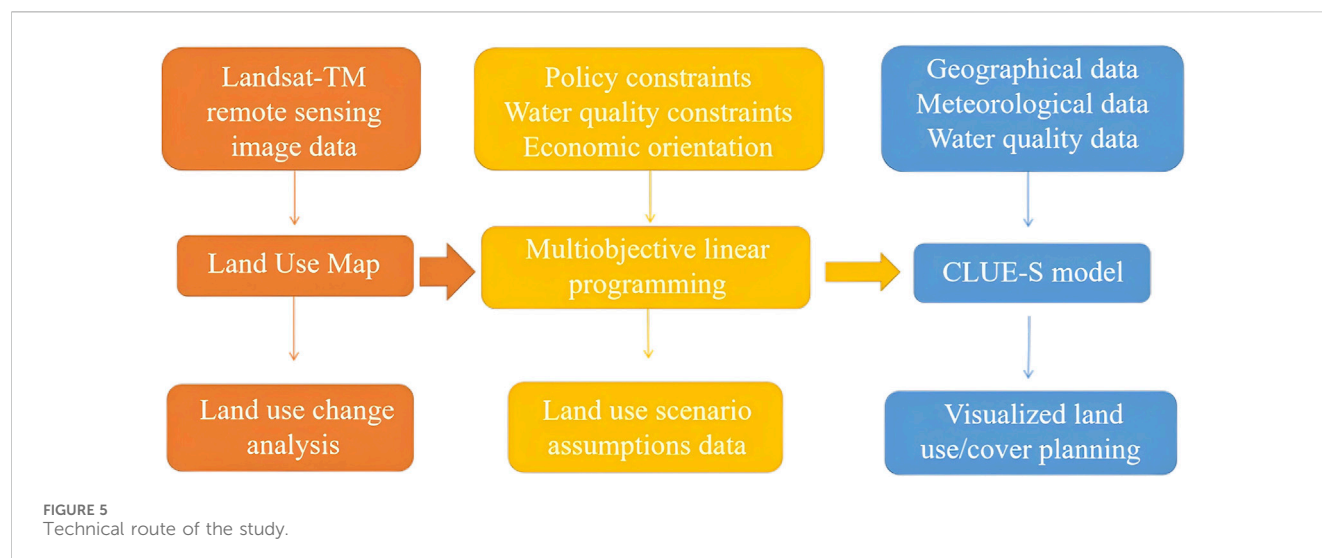 Landsat-TM
remote sensing
image data
Policy constraints
Water quality constraints
Economic orientation
Geographical data
Meteorological data
Water quality data
Land Use Map
Multiobjective linear
programming
CLUE-S model
Land use change
analysis
Land use scenario
assumptions data
Visualized land
use/cover planning
FIGURE 5
Technical route of the study.